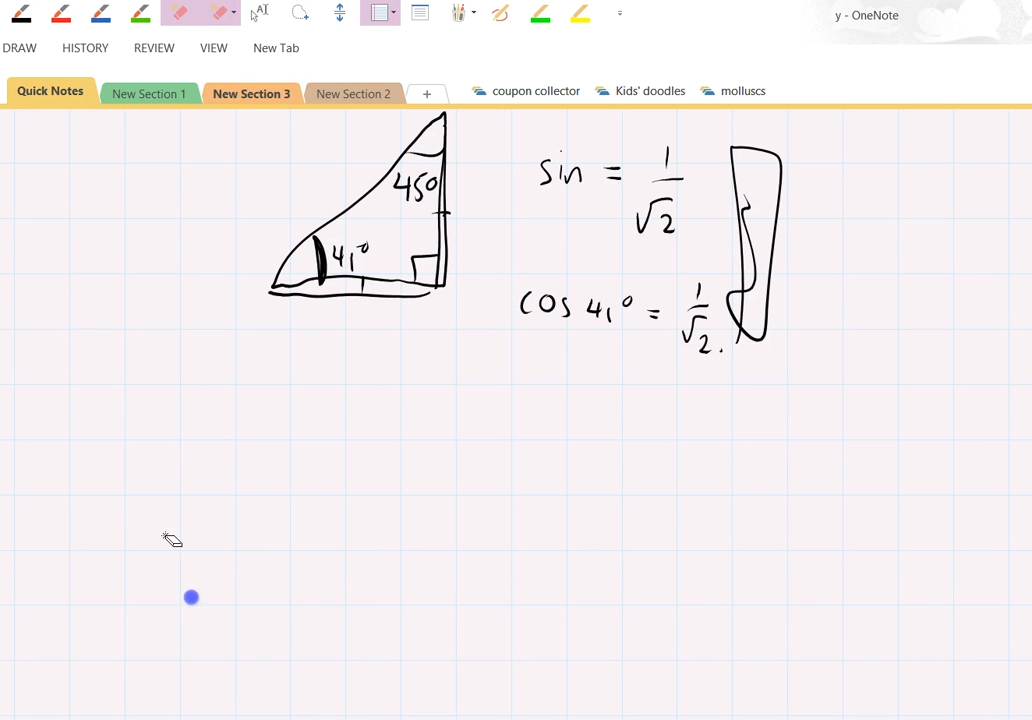 y - OneNote
DRAW HISTORY REVIEW VIEW New Tab
Quick Notes New Section 1 New Section 3 New Section 2 + coupon collector Kids' doodles molluscs
45°
41°
sin = 1/√2
cos 41° = 1/√2.